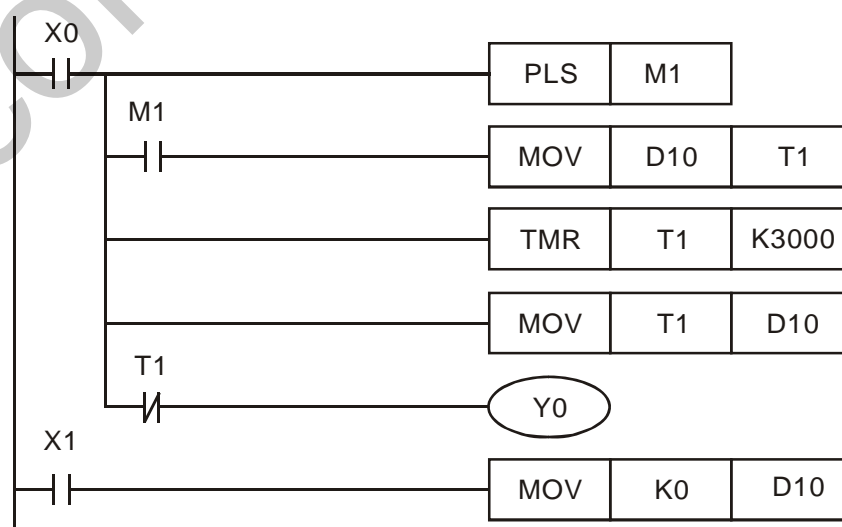 X0
PLS M1
M1
MOV D10 T1
TMR T1 K3000
MOV T1 D10
T1
Y0
X1
MOV K0 D10